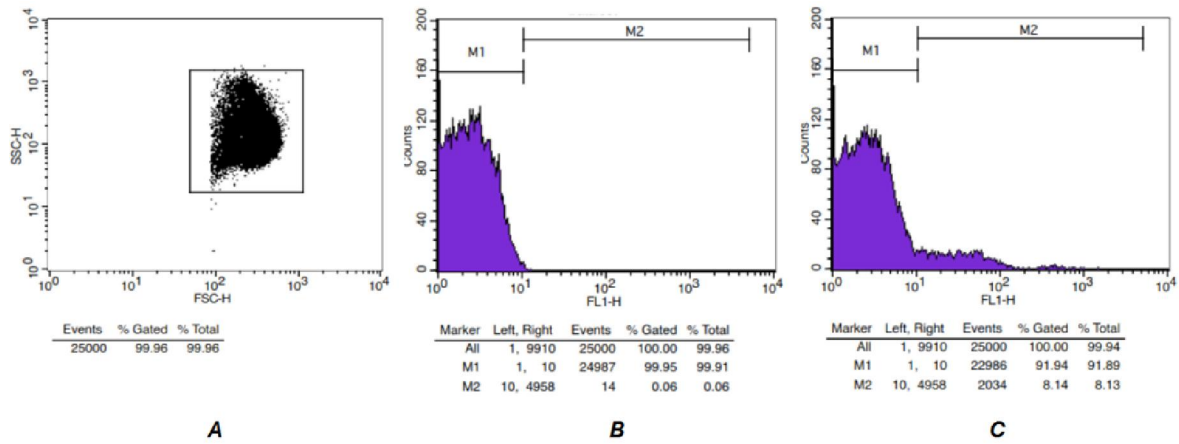 10^4
10^3
10^2
10^1
10^0
SSC-H
10^0 10^1 10^2 10^3 10^4
FSC-H
Events % Gated % Total
25000 99.96 99.96
A
200
160
120
80
40
0
Counts
M1
M2
10^0 10^1 10^2 10^3 10^4
FL1-H
Marker Left, Right Events % Gated % Total
All 1, 9910 25000 100.00 99.96
M1 1, 10 24987 99.95 99.91
M2 10, 4958 14 0.06 0.06
B
200
160
120
80
40
0
Counts
M1
M2
10^0 10^1 10^2 10^3 10^4
FL1-H
Marker Left, Right Events % Gated % Total
All 1, 9910 25000 100.00 99.94
M1 1, 10 22986 91.94 91.89
M2 10, 4958 2034 8.14 8.13
C